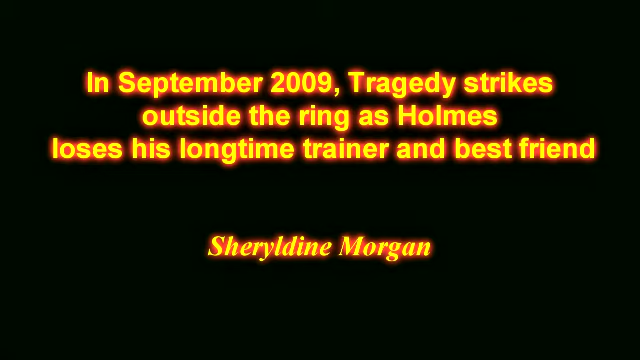 In September 2009, Tragedy strikes
outside the ring as Holmes
loses his longtime trainer and best friend
Sheryldine Morgan